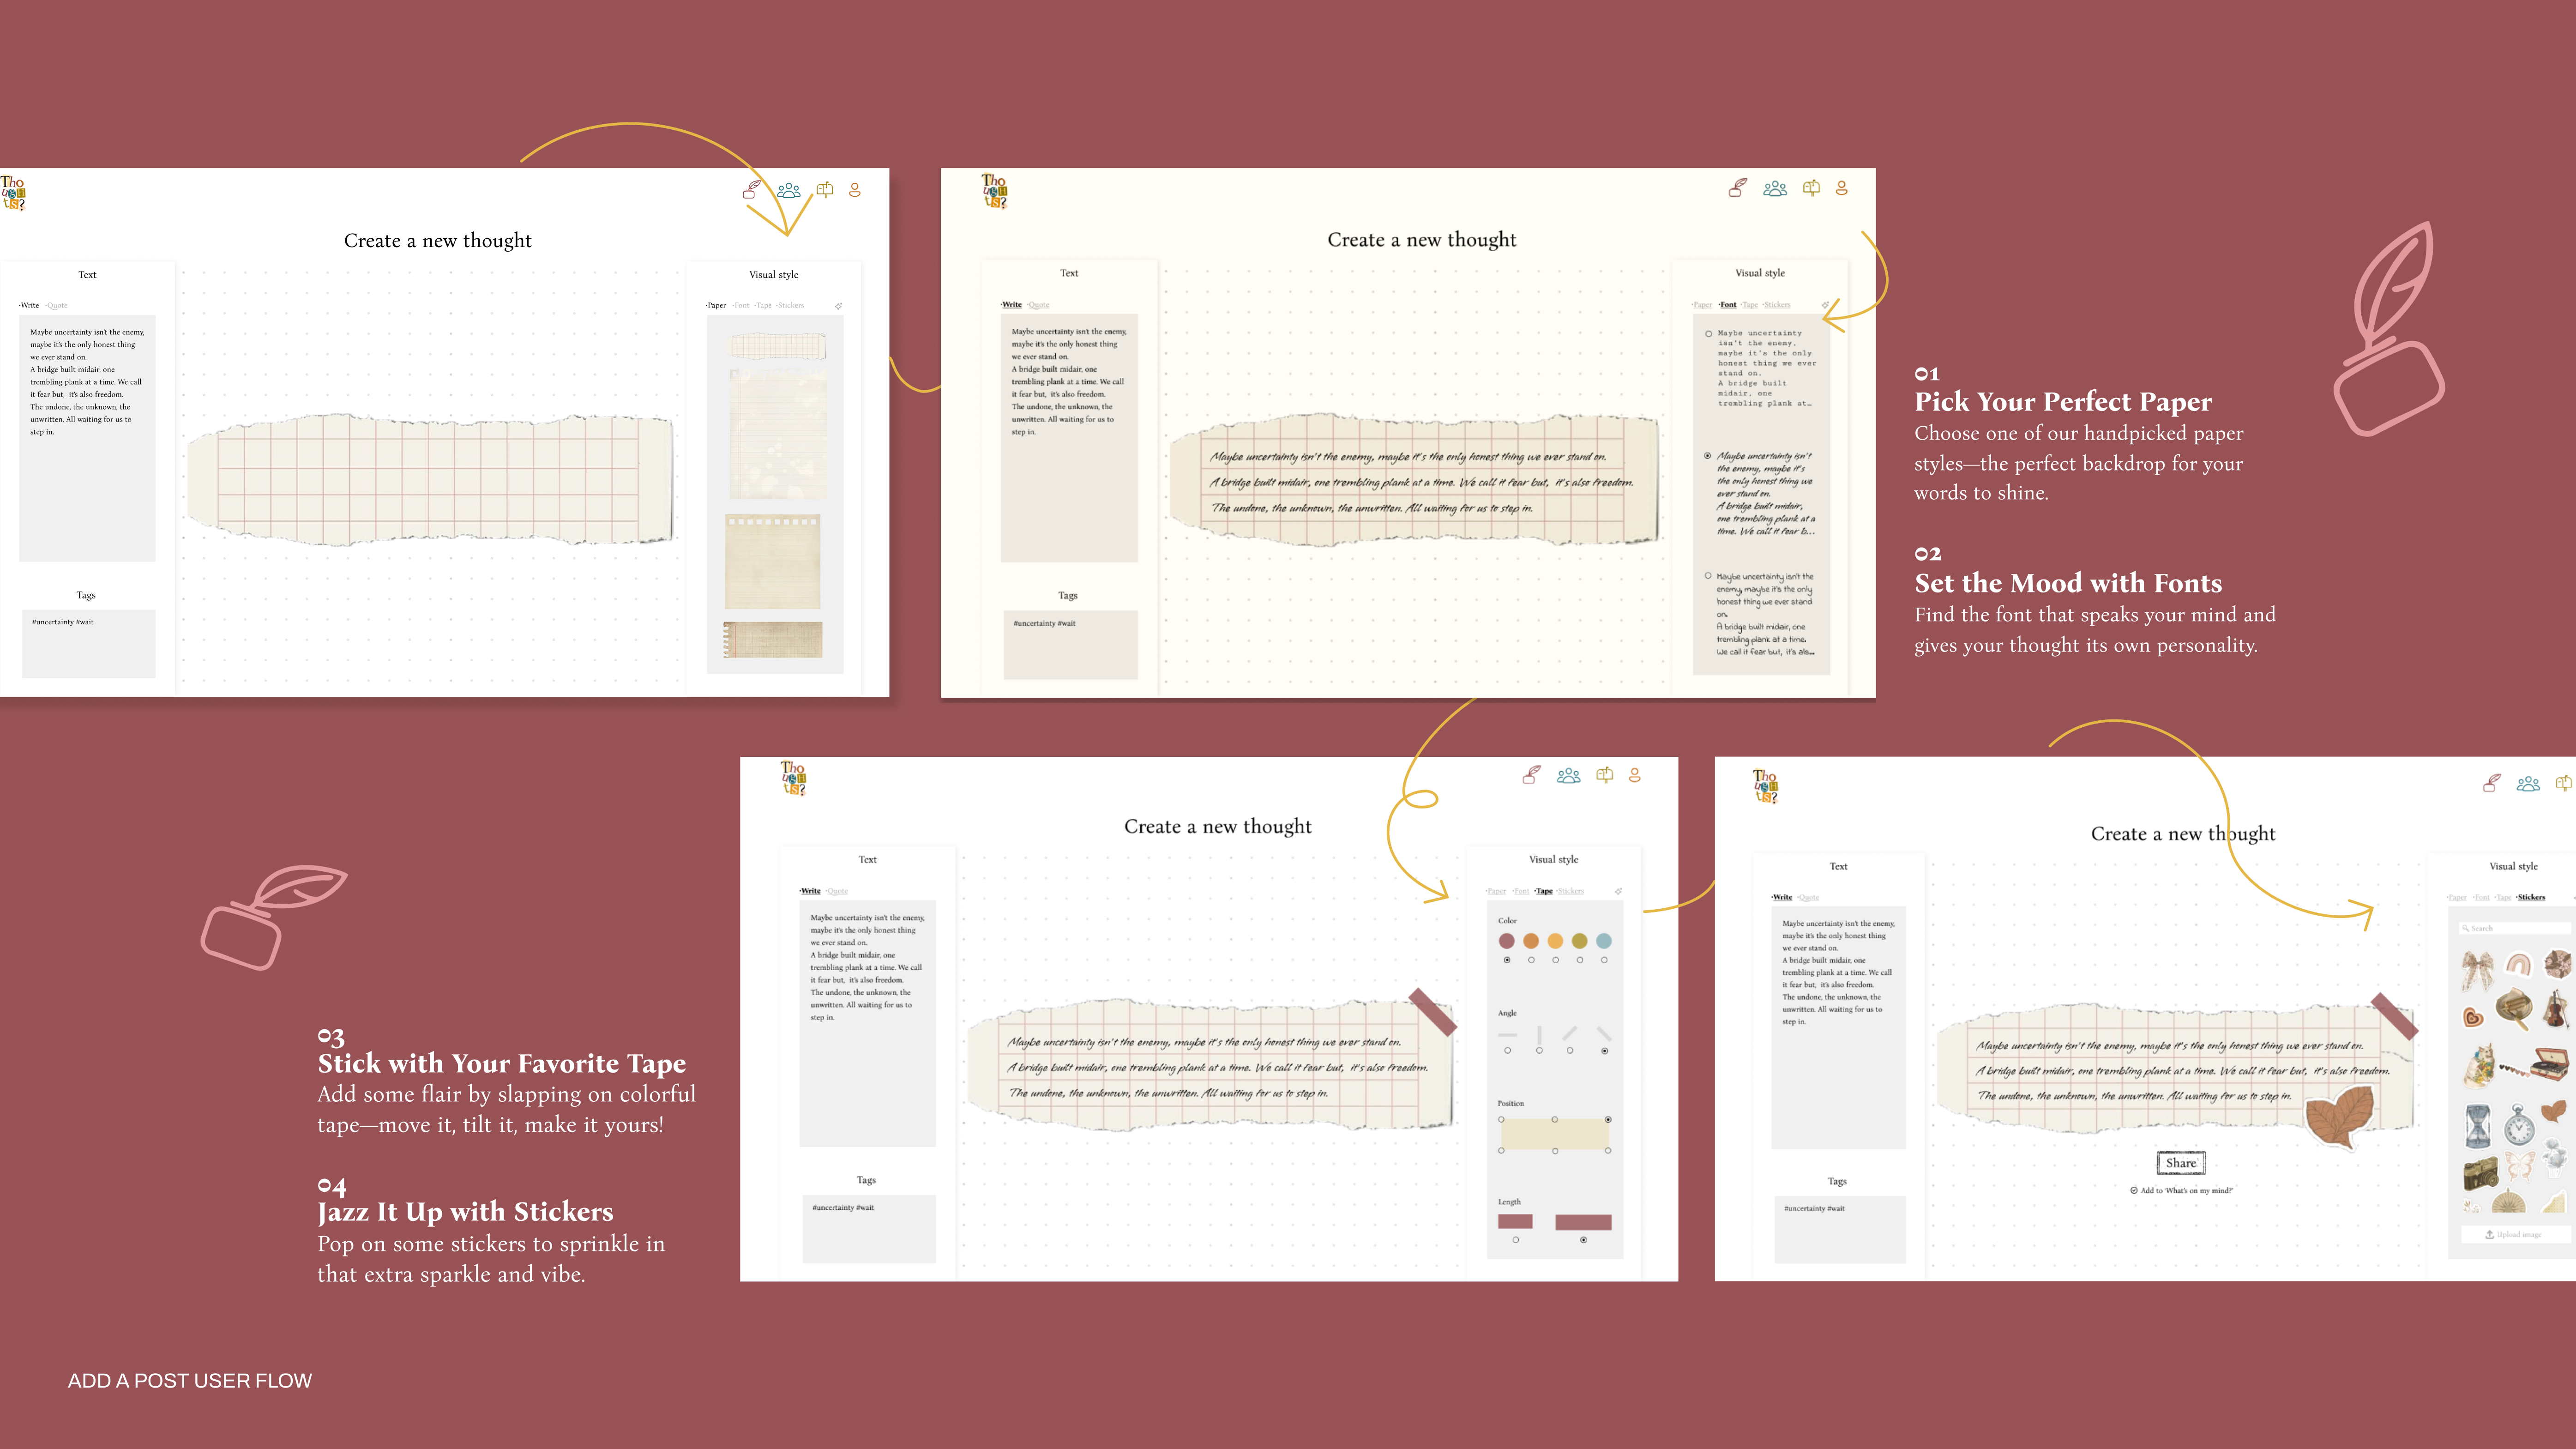 Tho
ugH
ts?
Create a new thought
Text
•Write •Quote
Maybe uncertainty isn't the enemy,
maybe it's the only honest thing
we ever stand on.
A bridge built midair, one
trembling plank at a time. We call
it fear but, it's also freedom.
The undone, the unknown, the
unwritten. All waiting for us to
step in.
Tags
#uncertainty #wait
Visual style
•Paper •Font •Tape •Stickers
Tho
ugH
ts?
Create a new thought
Text
•Write •Quote
Maybe uncertainty isn't the enemy,
maybe it's the only honest thing
we ever stand on.
A bridge built midair, one
trembling plank at a time. We call
it fear but, it's also freedom.
The undone, the unknown, the
unwritten. All waiting for us to
step in.
Tags
#uncertainty #wait
Maybe uncertainty isn't the enemy, maybe it's the only honest thing we ever stand on.
A bridge built midair, one trembling plank at a time. We call it fear but, it's also freedom.
The undone, the unknown, the unwritten. All waiting for us to step in.
Visual style
•Paper •Font •Tape •Stickers
Maybe uncertainty
isn't the enemy,
maybe it's the only
honest thing we ever
stand on.
A bridge built
midair, one
trembling plank at…
Maybe uncertainty isn't
the enemy, maybe it's
the only honest thing we
ever stand on.
A bridge built midair,
one trembling plank at a
time. We call it fear b...
Maybe uncertainty isn't the
enemy, maybe it's the only
honest thing we ever stand
on.
A bridge built midair, one
trembling plank at a time.
We call it fear but, it's als...
01
Pick Your Perfect Paper
Choose one of our handpicked paper
styles—the perfect backdrop for your
words to shine.
02
Set the Mood with Fonts
Find the font that speaks your mind and
gives your thought its own personality.
03
Stick with Your Favorite Tape
Add some flair by slapping on colorful
tape—move it, tilt it, make it yours!
04
Jazz It Up with Stickers
Pop on some stickers to sprinkle in
that extra sparkle and vibe.
Tho
ugH
ts?
Create a new thought
Text
•Write •Quote
Maybe uncertainty isn't the enemy,
maybe it's the only honest thing
we ever stand on.
A bridge built midair, one
trembling plank at a time. We call
it fear but, it's also freedom.
The undone, the unknown, the
unwritten. All waiting for us to
step in.
Tags
#uncertainty #wait
Maybe uncertainty isn't the enemy, maybe it's the only honest thing we ever stand on.
A bridge built midair, one trembling plank at a time. We call it fear but, it's also freedom.
The undone, the unknown, the unwritten. All waiting for us to step in.
Visual style
•Paper •Font •Tape •Stickers
Color
Angle
Position
Length
Tho
ugH
ts?
Create a new thought
Text
•Write •Quote
Maybe uncertainty isn't the enemy,
maybe it's the only honest thing
we ever stand on.
A bridge built midair, one
trembling plank at a time. We call
it fear but, it's also freedom.
The undone, the unknown, the
unwritten. All waiting for us to
step in.
Tags
#uncertainty #wait
Maybe uncertainty isn't the enemy, maybe it's the only honest thing we ever stand on.
A bridge built midair, one trembling plank at a time. We call it fear but, it's also freedom.
The undone, the unknown, the unwritten. All waiting for us to step in.
Share
Add to 'What's on my mind?'
Visual style
•Paper •Font •Tape •Stickers
Search
Upload image
ADD A POST USER FLOW